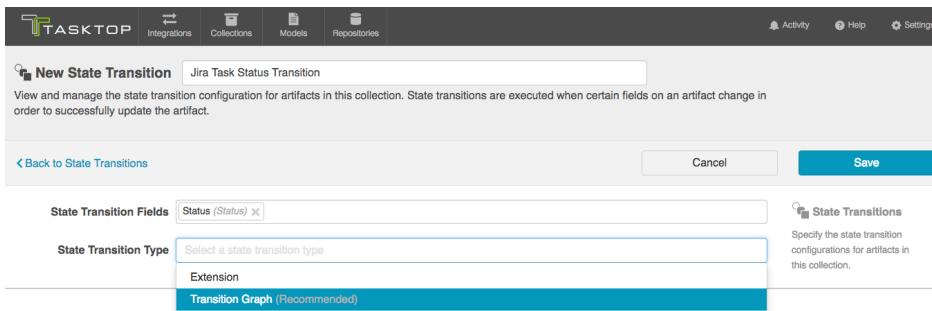 TASKTOP
Integrations
Collections
Models
Repositories
Activity
Help
Settings
New State Transition
Jira Task Status Transition
View and manage the state transition configuration for artifacts in this collection. State transitions are executed when certain fields on an artifact change in
order to successfully update the artifact.
Back to State Transitions
Cancel
Save
State Transition Fields
Status (Status)
State Transitions
Specify the state transition
configurations for artifacts in
this collection.
State Transition Type
Select a state transition type
Extension
Transition Graph (Recommended)